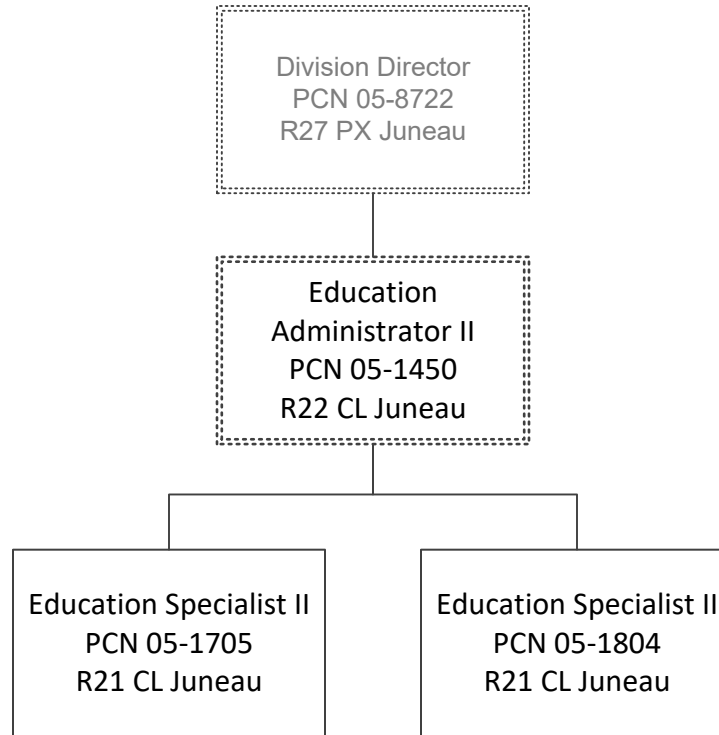 Division Director
PCN 05-8722
R27 PX Juneau
Education
Administrator II
PCN 05-1450
R22 CL Juneau
Education Specialist II
PCN 05-1705
R21 CL Juneau
Education Specialist II
PCN 05-1804
R21 CL Juneau